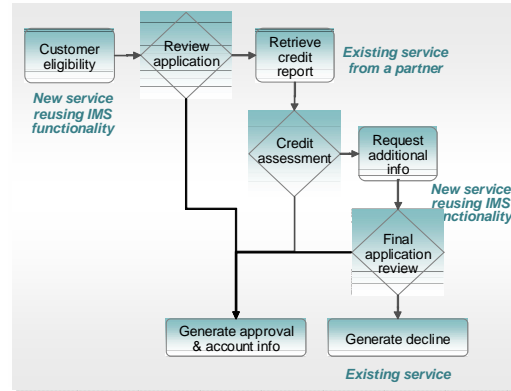 Customer
eligibility
Review
application
Retrieve
credit
report
Existing service
from a partner
New service
reusing IMS
functionality
Credit
assessment
Request
additional
info
New service
reusing IMS
functionality
Final
application
review
Generate approval
& account info
Generate decline
Existing service